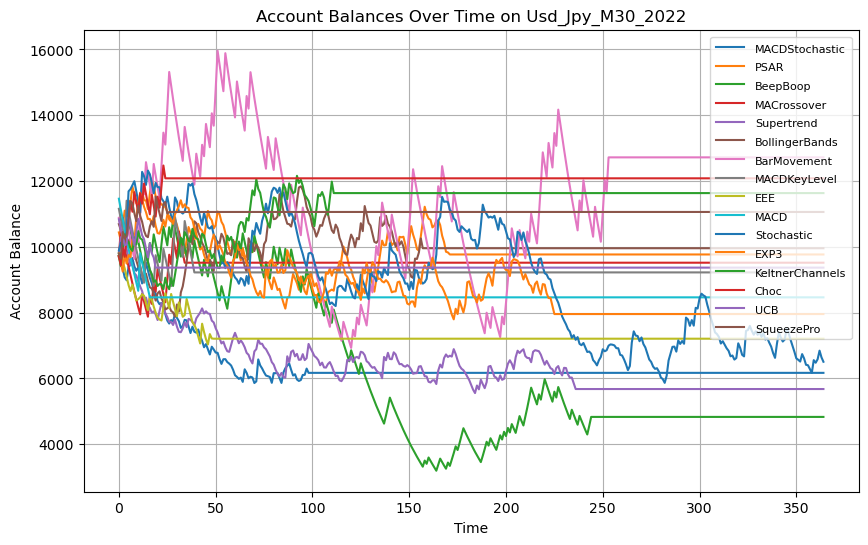 Account Balances Over Time on Usd_Jpy_M30_2022
16000
14000
12000
10000
8000
6000
4000
Account Balance
0 50 100 150 200 250 300 350
Time
MACDStochastic
PSAR
BeepBoop
MACrossover
Supertrend
BollingerBands
BarMovement
MACDKeyLevel
EEE
MACD
Stochastic
EXP3
KeltnerChannels
Choc
UCB
SqueezePro